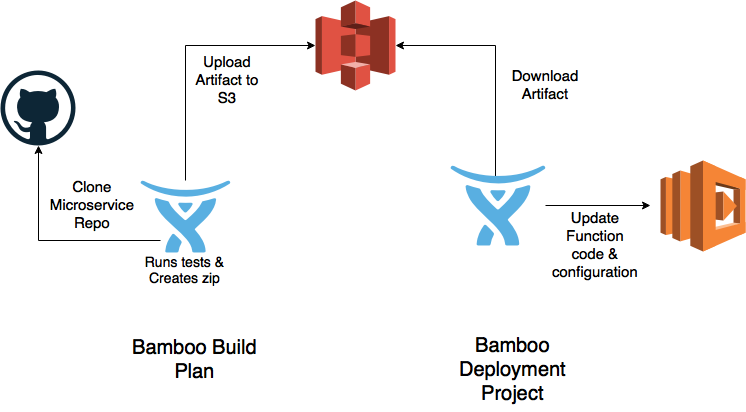 Upload
Artifact to
S3
Download
Artifact
Clone
Microservice
Repo
Runs tests &
Creates zip
Update
Function
code &
configuration
Bamboo Build
Plan
Bamboo
Deployment
Project